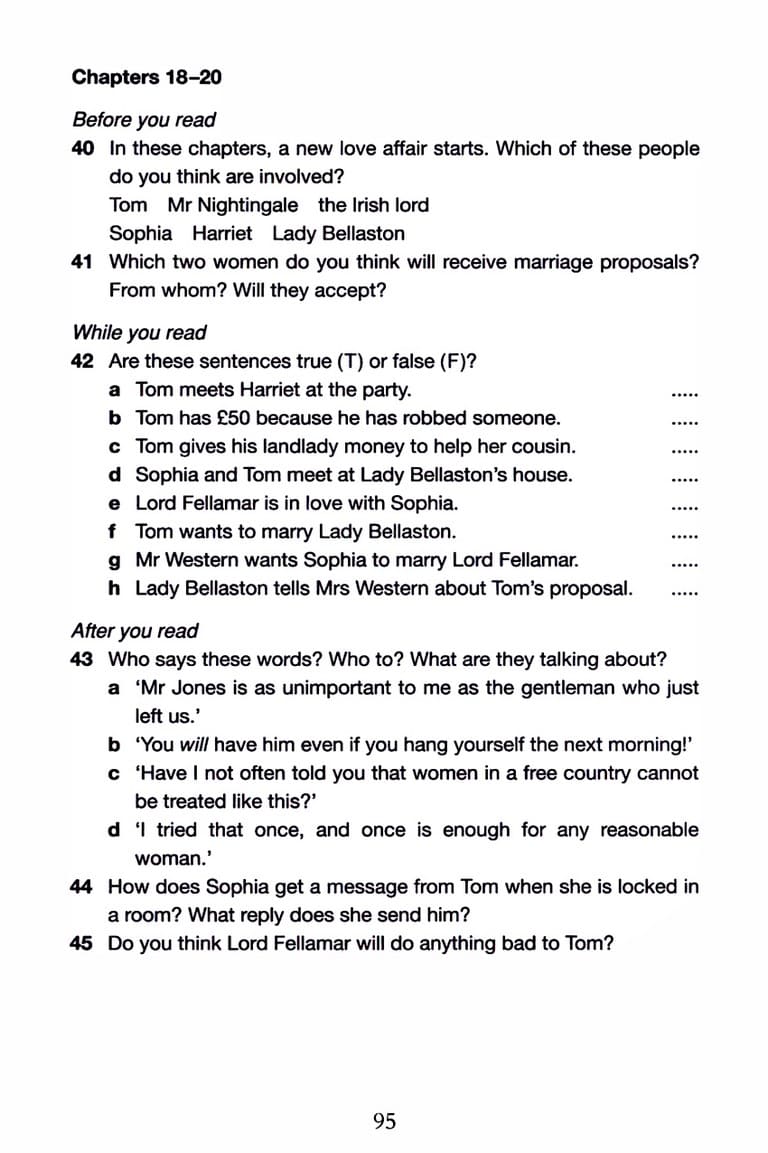 Chapters 18–20
Before you read
40 In these chapters, a new love affair starts. Which of these people
do you think are involved?
Tom Mr Nightingale the Irish lord
Sophia Harriet Lady Bellaston
41 Which two women do you think will receive marriage proposals?
From whom? Will they accept?
While you read
42 Are these sentences true (T) or false (F)?
a Tom meets Harriet at the party. .....
b Tom has £50 because he has robbed someone. .....
c Tom gives his landlady money to help her cousin. .....
d Sophia and Tom meet at Lady Bellaston’s house. .....
e Lord Fellamar is in love with Sophia. .....
f Tom wants to marry Lady Bellaston. .....
g Mr Western wants Sophia to marry Lord Fellamar. .....
h Lady Bellaston tells Mrs Western about Tom’s proposal. .....
After you read
43 Who says these words? Who to? What are they talking about?
a ‘Mr Jones is as unimportant to me as the gentleman who just
left us.’
b ‘You will have him even if you hang yourself the next morning!’
c ‘Have I not often told you that women in a free country cannot
be treated like this?’
d ‘I tried that once, and once is enough for any reasonable
woman.’
44 How does Sophia get a message from Tom when she is locked in
a room? What reply does she send him?
45 Do you think Lord Fellamar will do anything bad to Tom?
95